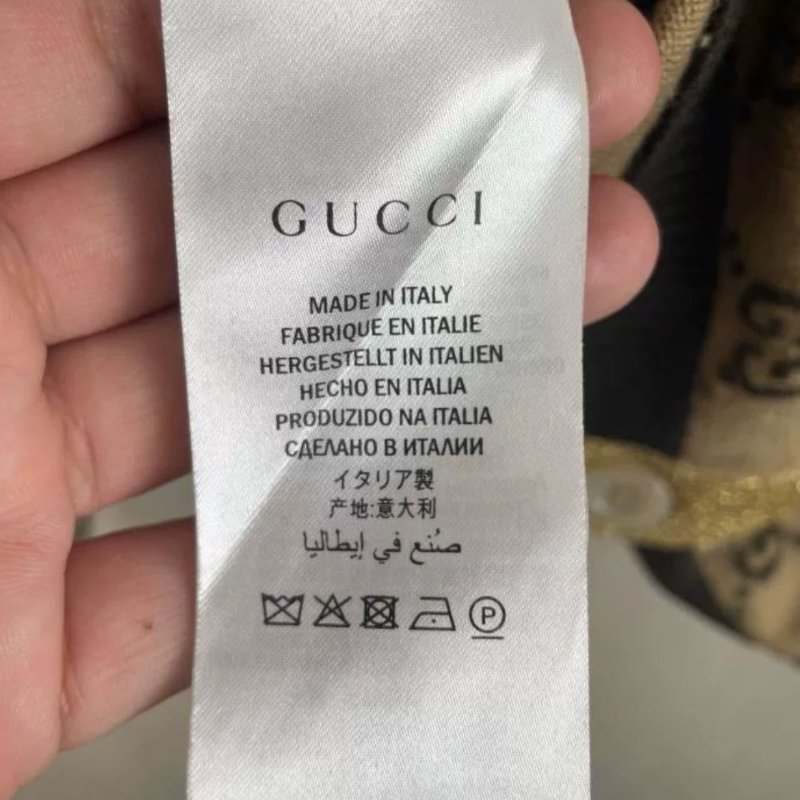 GUCCI
MADE IN ITALY
FABRIQUE EN ITALIE
HERGESTELLT IN ITALIEN
HECHO EN ITALIA
PRODUZIDO NA ITALIA
СДЕЛАНО В ИТАЛИИ
イタリア製
产地:意大利
صُنع في إيطاليا
P